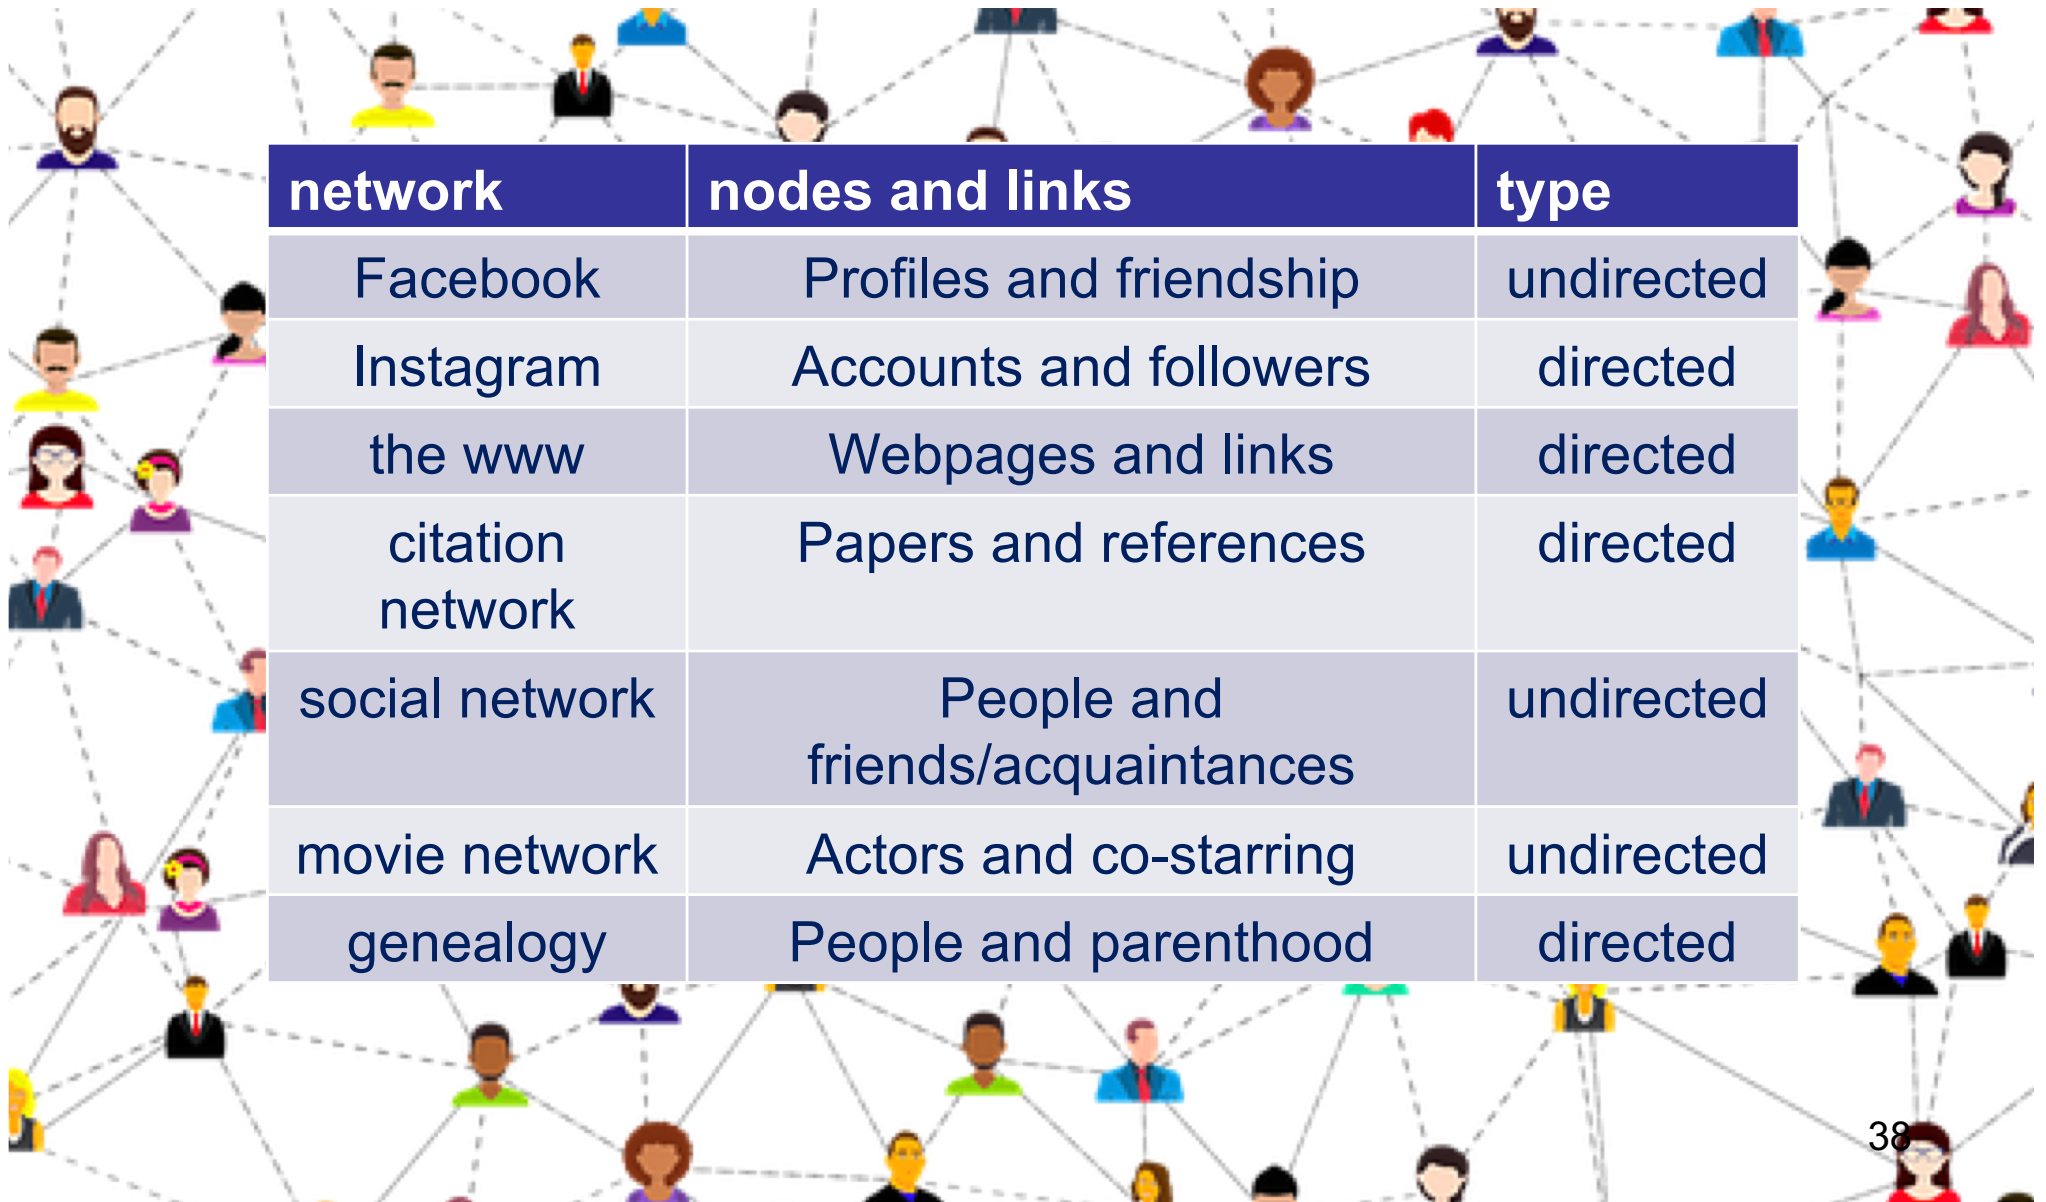 network nodes and links type
Facebook Profiles and friendship undirected
Instagram Accounts and followers directed
the www Webpages and links directed
citation Papers and references directed
network
social network People and undirected
friends/acquaintances
movie network Actors and co-starring undirected
genealogy People and parenthood directed
38